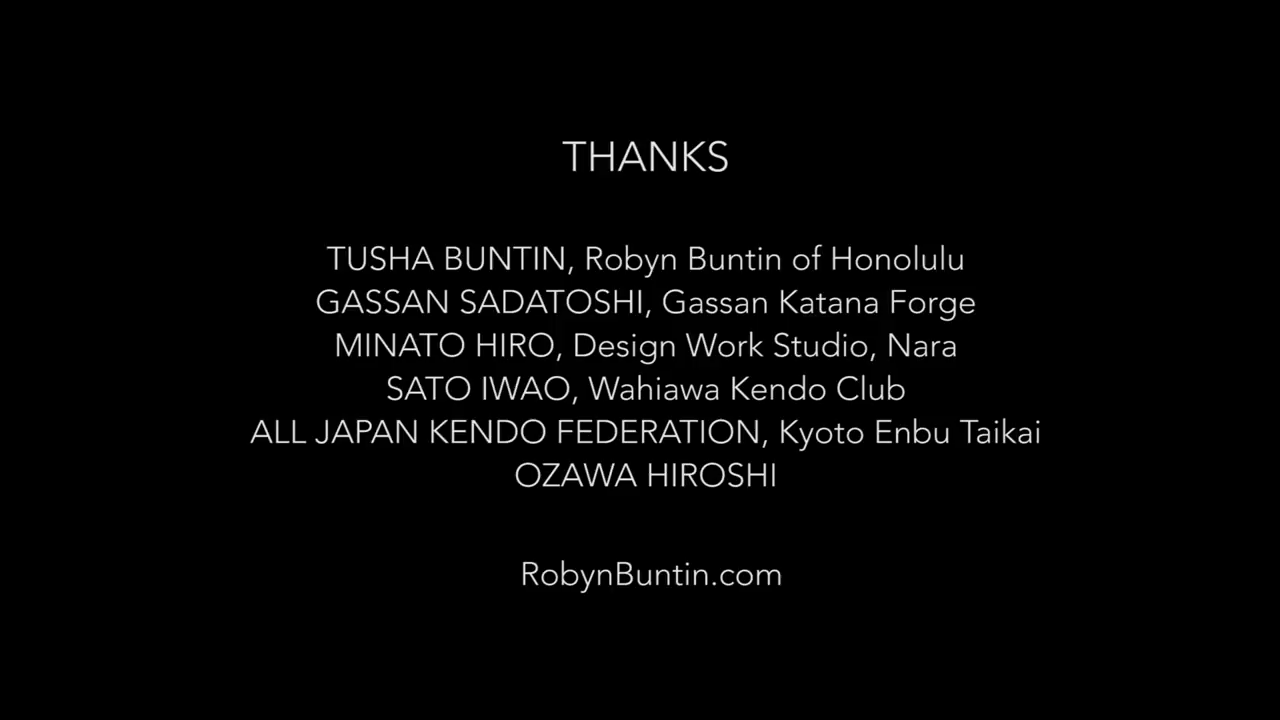 THANKS
TUSHA BUNTIN, Robyn Buntin of Honolulu
GASSAN SADATOSHI, Gassan Katana Forge
MINATO HIRO, Design Work Studio, Nara
SATO IWAO, Wahiawa Kendo Club
ALL JAPAN KENDO FEDERATION, Kyoto Enbu Taikai
OZAWA HIROSHI
RobynBuntin.com